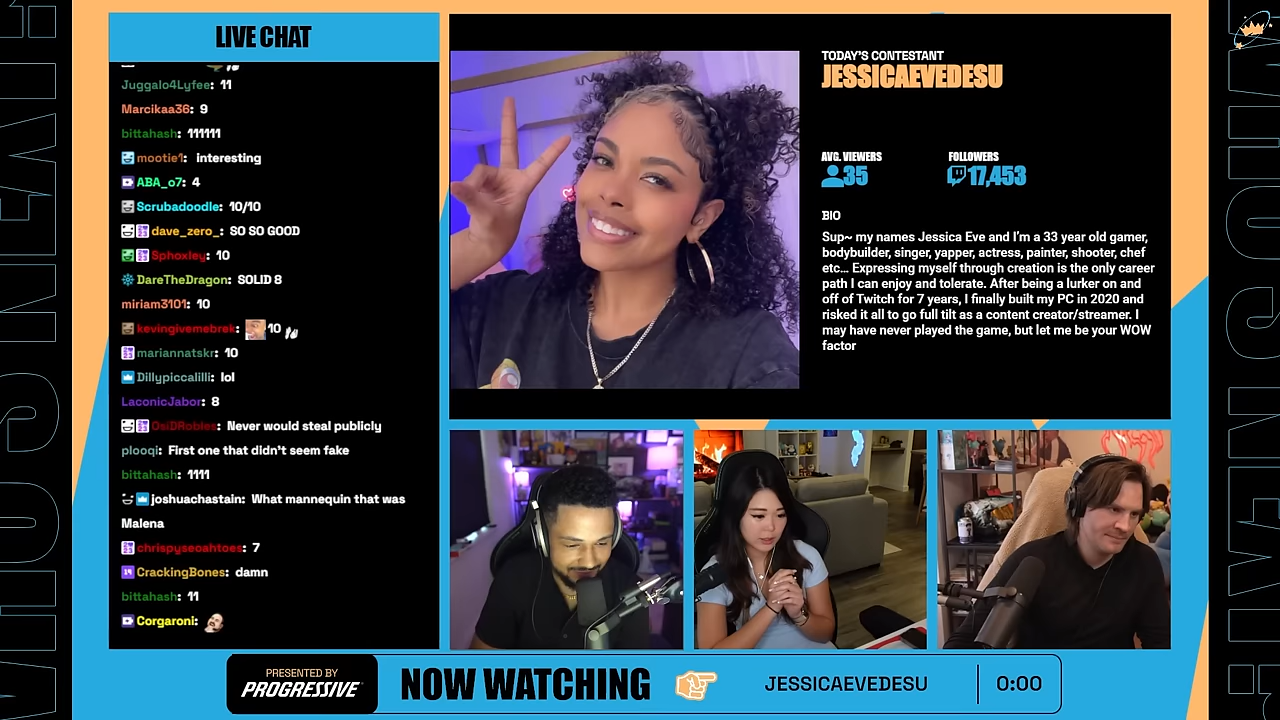 LIVE CHAT
Juggalo4Lyfee: 11
Marcikaa36: 9
bittahash: 111111
mootie1: interesting
ABA_o7: 4
Scrubadoodle: 10/10
dave_zero_: SO SO GOOD
Sphoxley: 10
DareTheDragon: SOLID 8
miriam3101: 10
kevingivemebrek: 10
mariannatskr: 10
Dillypiccalilli: lol
LaconicJabor: 8
OsiDRobles: Never would steal publicly
plooqi: First one that didn't seem fake
bittahash: 1111
joshuachastain: What mannequin that was
Malena
chrispyseoahtoes: 7
CrackingBones: damn
bittahash: 11
Corgaroni:
TODAY'S CONTESTANT
JESSICAEVEDESU
AVG. VIEWERS
35
FOLLOWERS
17,453
BIO
Sup~ my names Jessica Eve and I'm a 33 year old gamer,
bodybuilder, singer, yapper, actress, painter, shooter, chef
etc... Expressing myself through creation is the only career
path I can enjoy and tolerate. After being a lurker on and
off of Twitch for 7 years, I finally built my PC in 2020 and
risked it all to go full tilt as a content creator/streamer. I
may have never played the game, but let me be your WOW
factor
PRESENTED BY
PROGRESSIVE
NOW WATCHING
JESSICAEVEDESU
0:00